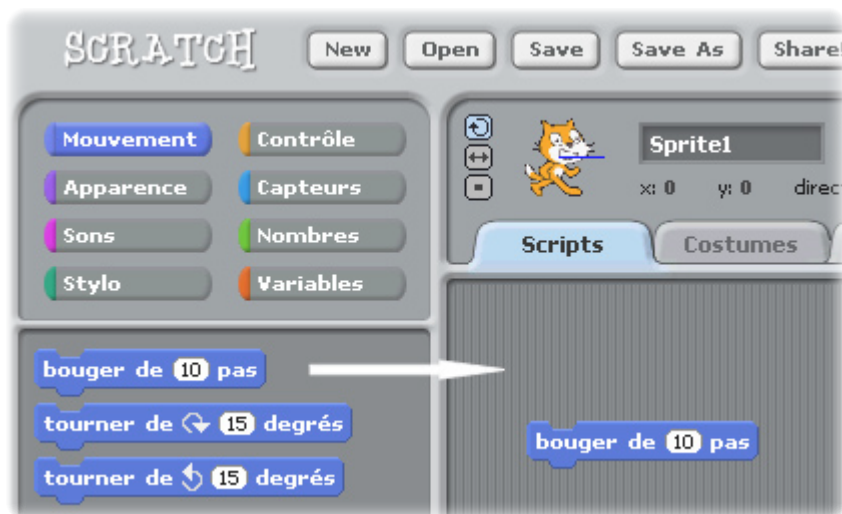 SCRATCH New Open Save Save As Share!
Mouvement Contrôle
Apparence Capteurs
Sons Nombres
Stylo Variables
Sprite1
x: 0 y: 0 direc
Scripts Costumes
bouger de 10 pas
tourner de 15 degrés
tourner de 15 degrés
bouger de 10 pas